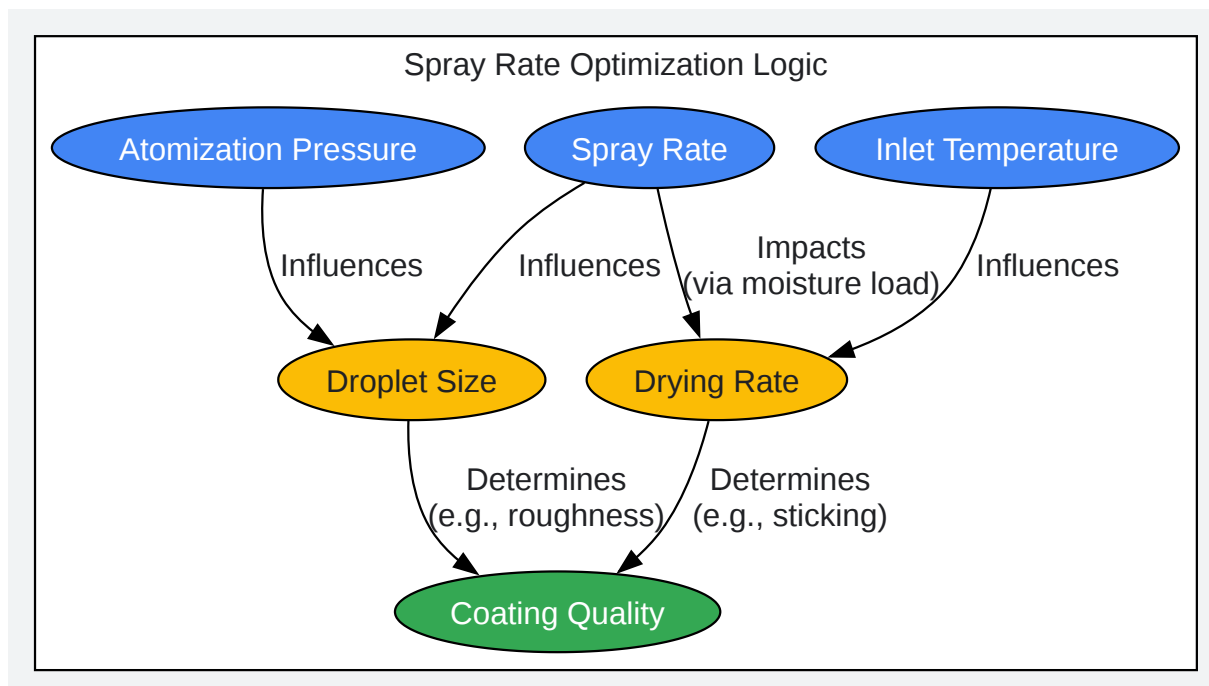 Spray Rate Optimization Logic
Atomization Pressure
Spray Rate
Inlet Temperature
Influences
Influences
Impacts
(via moisture load)
Influences
Droplet Size
Drying Rate
Determines
(e.g., roughness)
Determines
(e.g., sticking)
Coating Quality